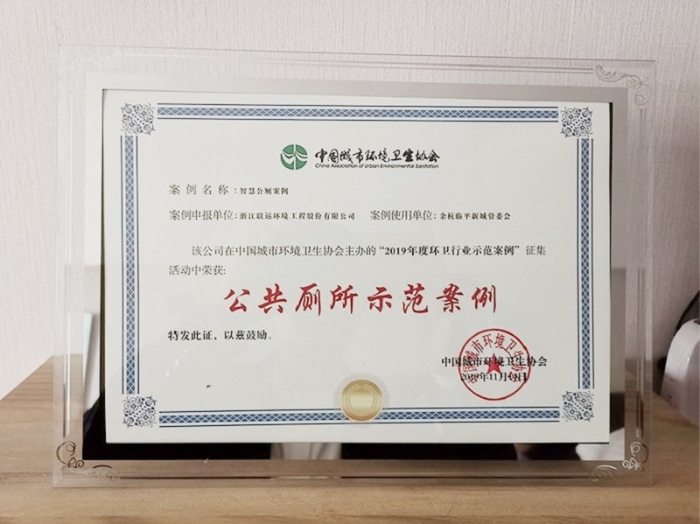 中国城市环境卫生协会
China Association of Urban Environmental Sanitation
案例名称：智慧公厕案例
案例申报单位：浙江联运环境工程股份有限公司 案例使用单位：余杭临平新城管委会
该公司在中国城市环境卫生协会主办的“2019年度环卫行业示范案例”征集
活动中荣获：
公共厕所示范案例
特发此证，以兹鼓励。
中国城市环境卫生协会
2019年11月